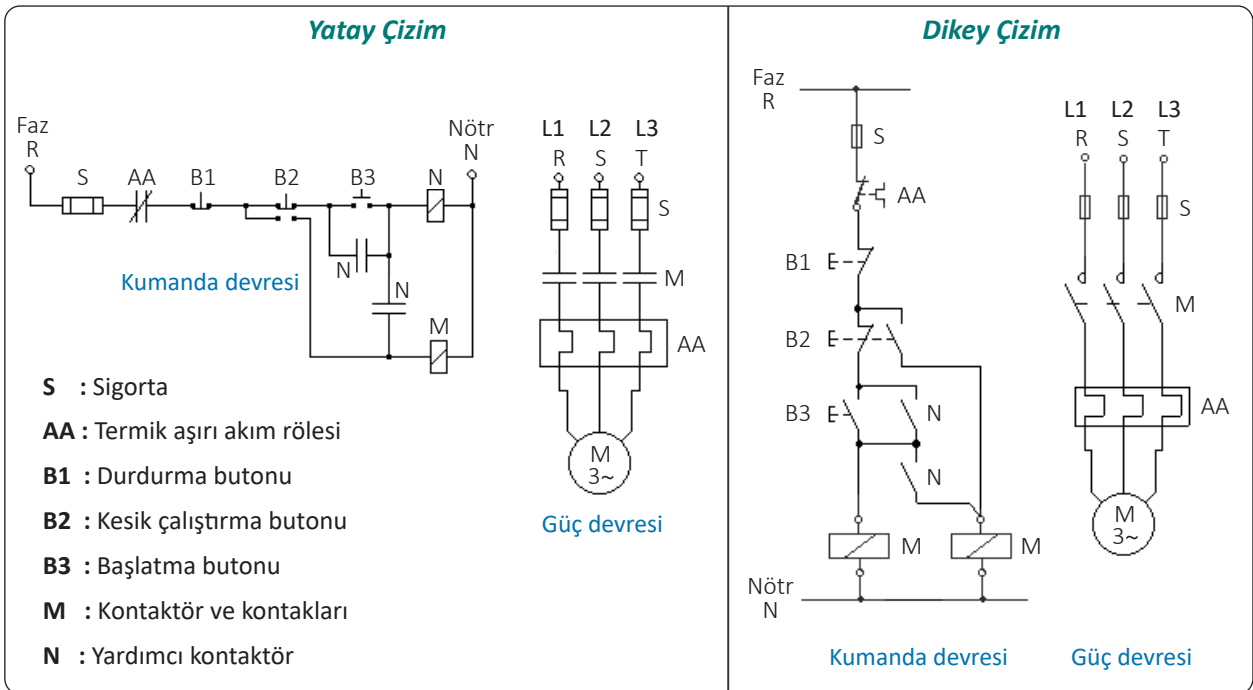 Yatay Çizim
Faz
R
S AA B1 B2 B3 N
Nötr
N
N
N
M
Kumanda devresi
L1 L2 L3
R S T
S
M
AA
M
3~
Güç devresi
S : Sigorta
AA : Termik aşırı akım rölesi
B1 : Durdurma butonu
B2 : Kesik çalıştırma butonu
B3 : Başlatma butonu
M : Kontaktör ve kontakları
N : Yardımcı kontaktör
Dikey Çizim
Faz
R
S
AA
B1
B2
B3 N
N
M M
Nötr
N
Kumanda devresi
L1 L2 L3
R S T
S
M
AA
M
3~
Güç devresi